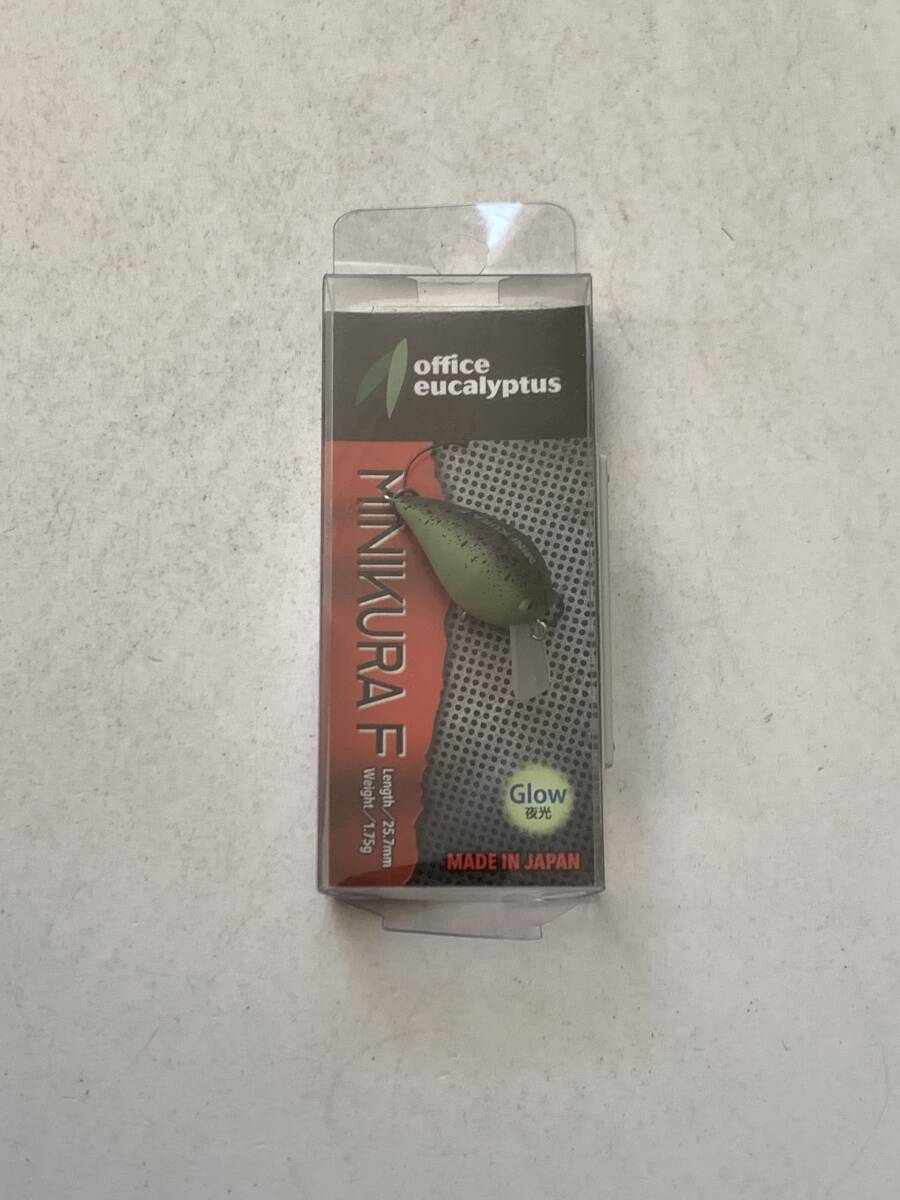 office
eucalyptus
MINIKURA F
Length/25.7mm
Weight/1.75g
Glow
夜光
MADE IN JAPAN